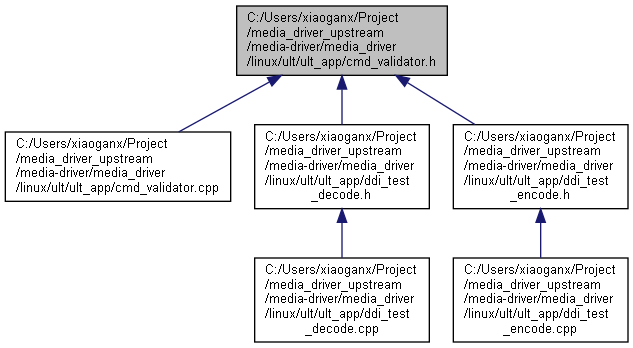 C:/Users/xiaoganx/Project
/media_driver_upstream
/media-driver/media_driver
/linux/ult/ult_app/cmd_validator.h
C:/Users/xiaoganx/Project
/media_driver_upstream
/media-driver/media_driver
/linux/ult/ult_app/cmd_validator.cpp
C:/Users/xiaoganx/Project
/media_driver_upstream
/media-driver/media_driver
/linux/ult/ult_app/ddi_test
_decode.h
C:/Users/xiaoganx/Project
/media_driver_upstream
/media-driver/media_driver
/linux/ult/ult_app/ddi_test
_encode.h
C:/Users/xiaoganx/Project
/media_driver_upstream
/media-driver/media_driver
/linux/ult/ult_app/ddi_test
_decode.cpp
C:/Users/xiaoganx/Project
/media_driver_upstream
/media-driver/media_driver
/linux/ult/ult_app/ddi_test
_encode.cpp